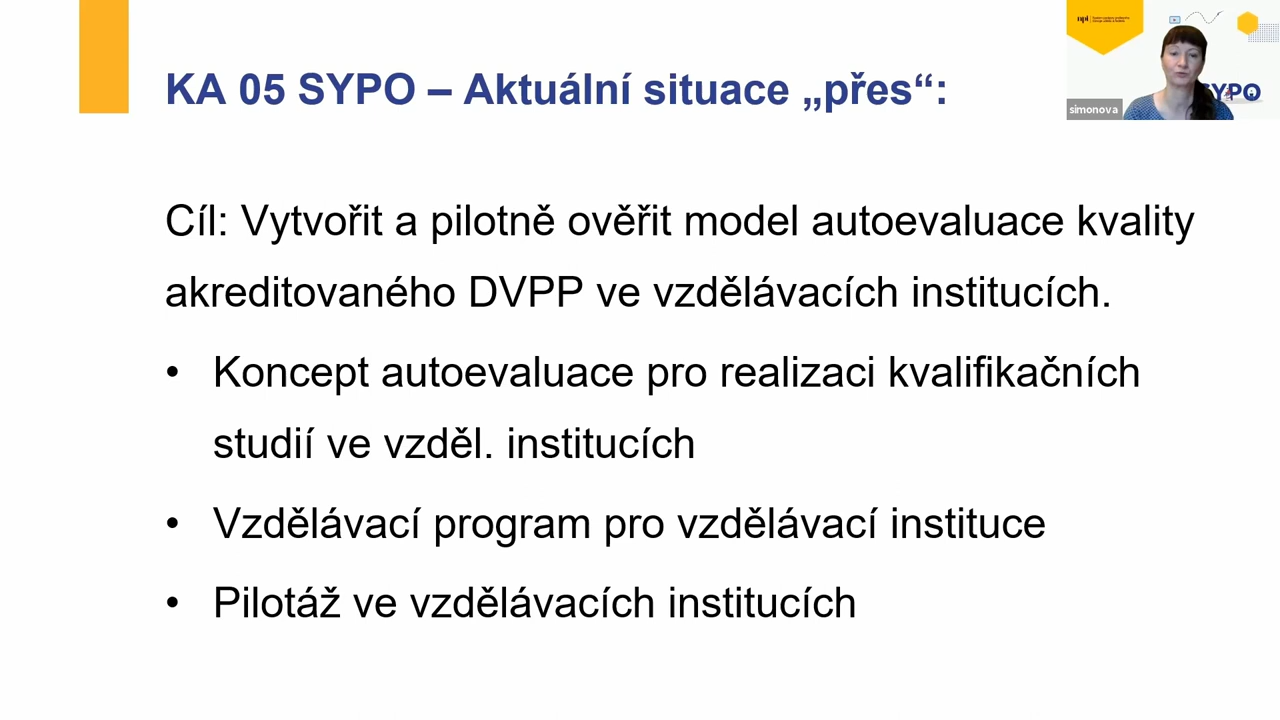 KA 05 SYPO – Aktuální situace „přes“:
npi
simonova
SYPO
Cíl: Vytvořit a pilotně ověřit model autoevaluace kvality
akreditovaného DVPP ve vzdělávacích institucích.
• Koncept autoevaluace pro realizaci kvalifikačních
studií ve vzděl. institucích
• Vzdělávací program pro vzdělávací instituce
• Pilotáž ve vzdělávacích institucích